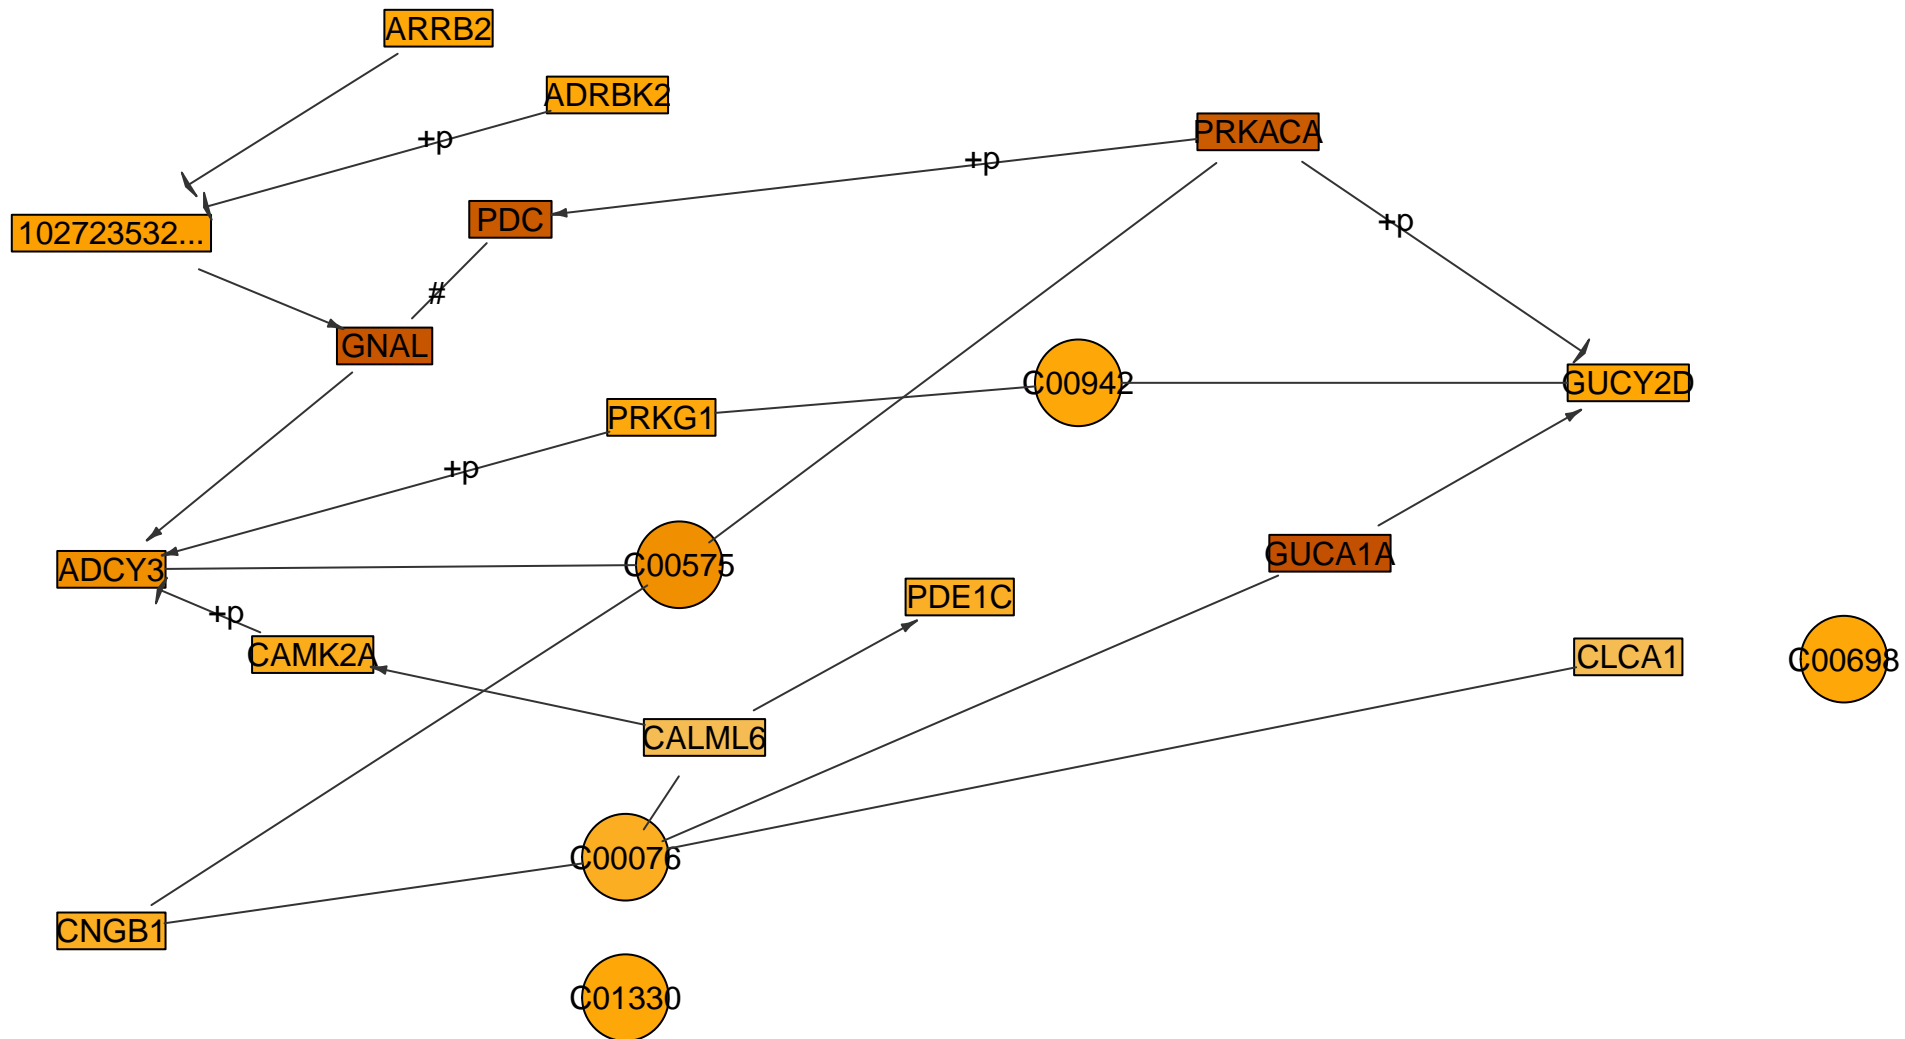 ARRB2
ADRBK2
PRKACA
+p
+p
PDC
+p
102723532...
#
GNAL
C00942
GUCY2D
PRKG1
+p
GUCA1A
ADCY3
C00575
PDE1C
+p
CAMK2A
CLCA1
C00698
CALML6
C00076
CNGB1
C01330